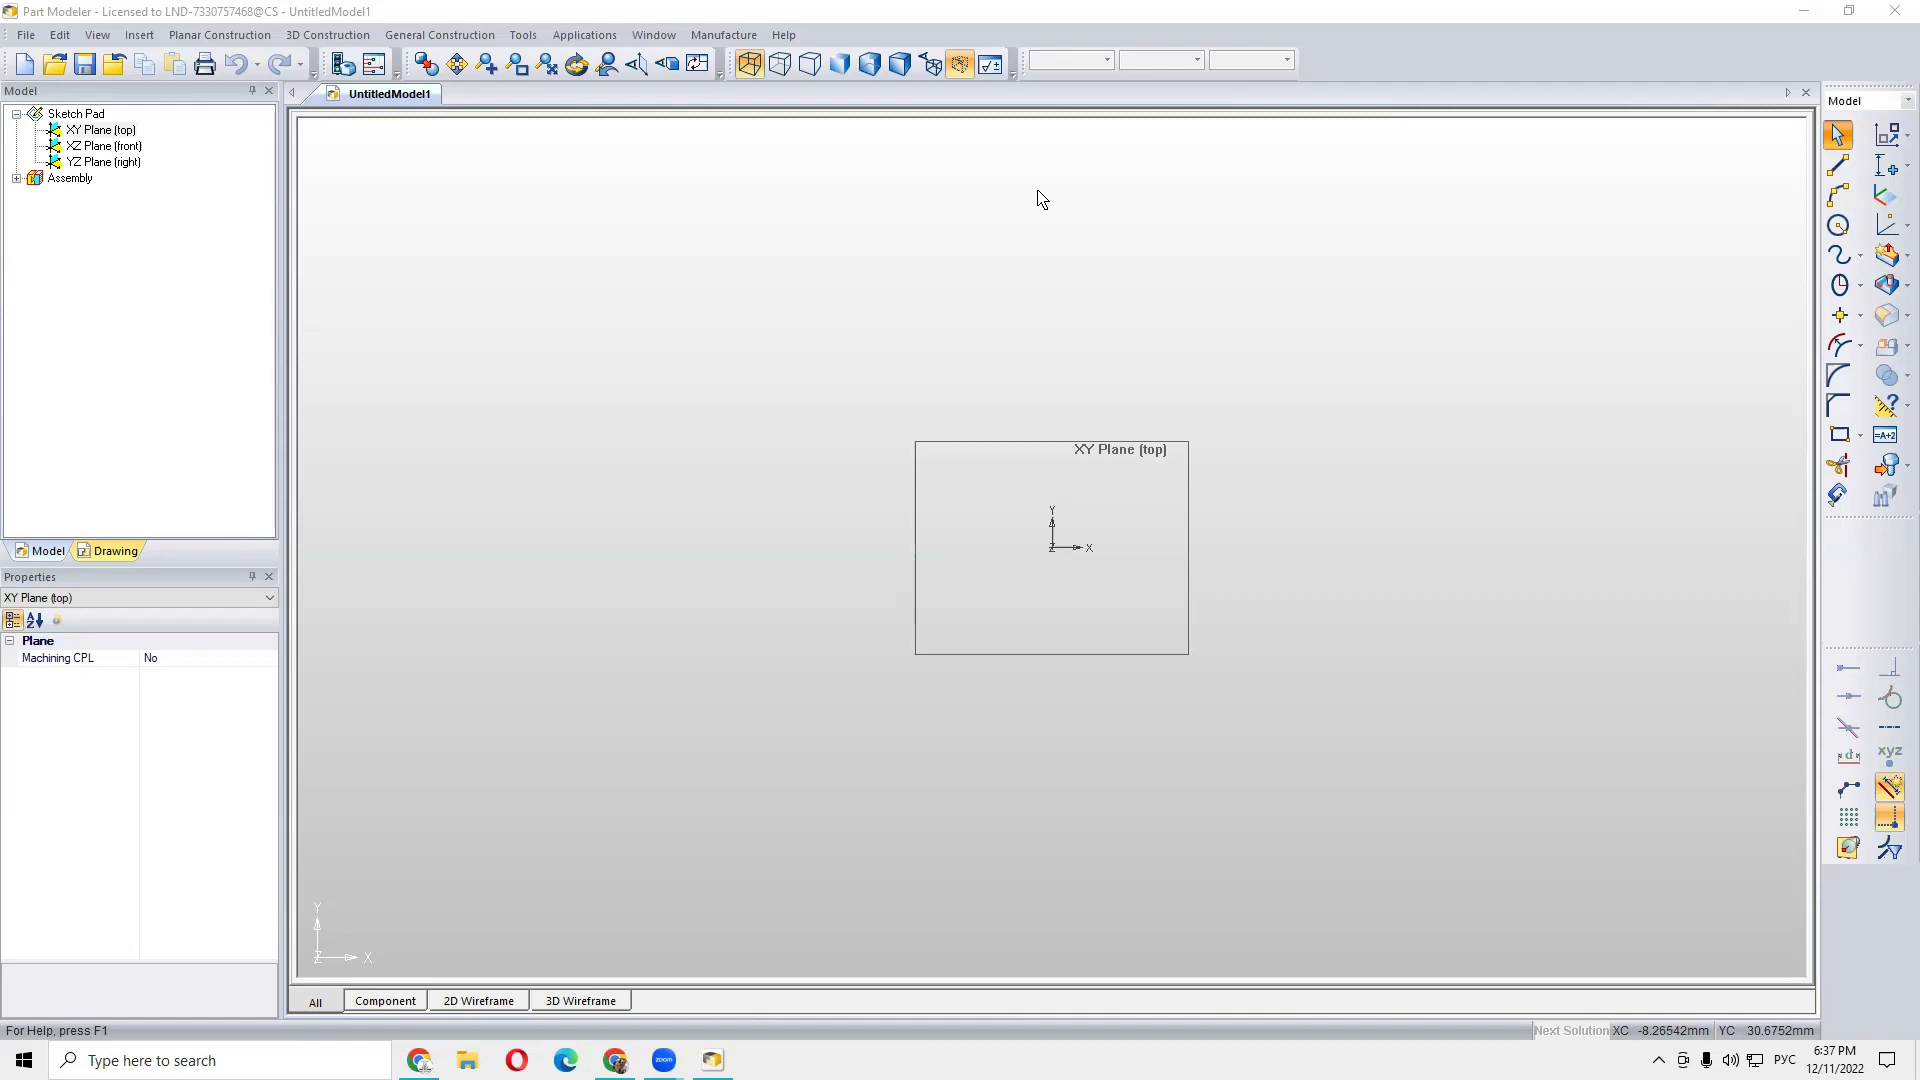 Part Modeler - Licensed to LND-7330757468@CS - UntitledModel1
File Edit View Insert Planar Construction 3D Construction General Construction Tools Applications Window Manufacture Help
Model
UntitledModel1
Model
Sketch Pad
XY Plane (top)
XZ Plane (front)
YZ Plane (right)
Assembly
=A+2
XY Plane (top)
Y
Z X
Model Drawing
Properties
XY Plane (top)
Plane
Machining CPL No
xyz
Y
Z X
All Component 2D Wireframe 3D Wireframe
For Help, press F1
Next Solution XC -8.26542mm YC 30.6752mm
Type here to search
zoom
РУС
6:37 PM
12/11/2022